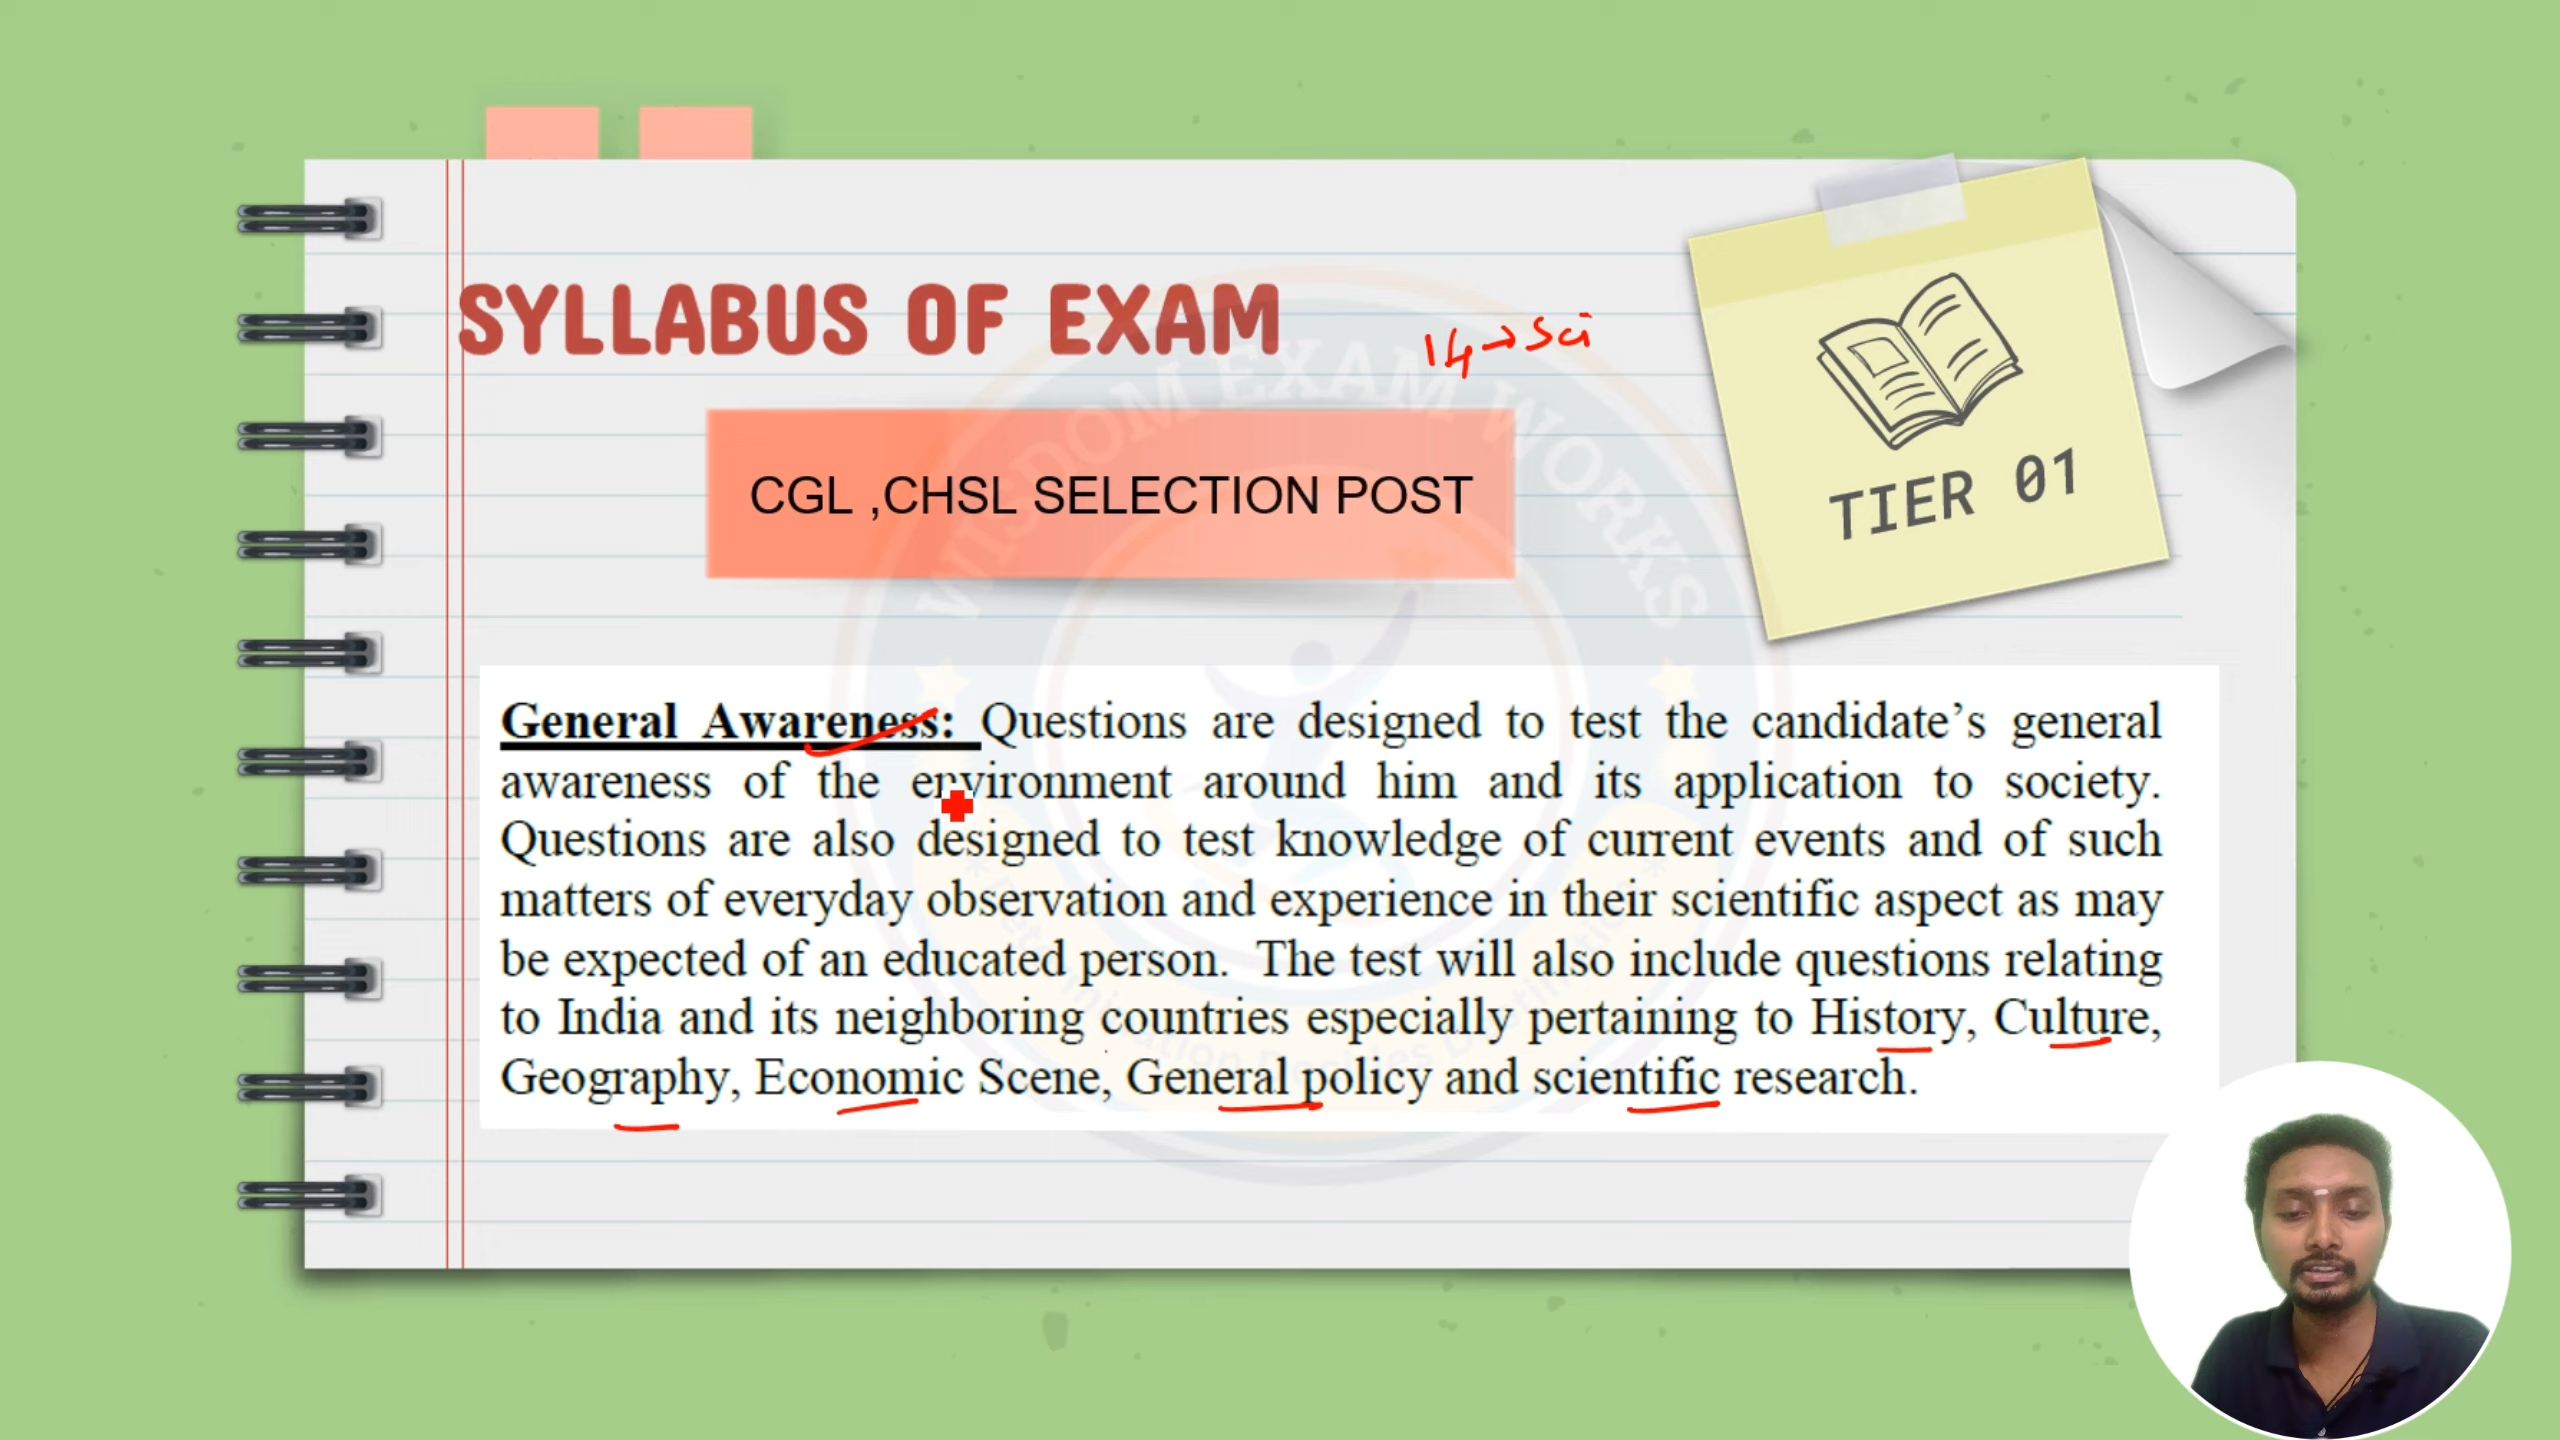 SYLLABUS OF EXAM
14→Sci
CGL ,CHSL SELECTION POST
TIER 01
WISDOM EXAM WORKS
General Awareness: Questions are designed to test the candidate’s general
awareness of the environment around him and its application to society.
Questions are also designed to test knowledge of current events and of such
matters of everyday observation and experience in their scientific aspect as may
be expected of an educated person. The test will also include questions relating
to India and its neighboring countries especially pertaining to History, Culture,
Geography, Economic Scene, General policy and scientific research.